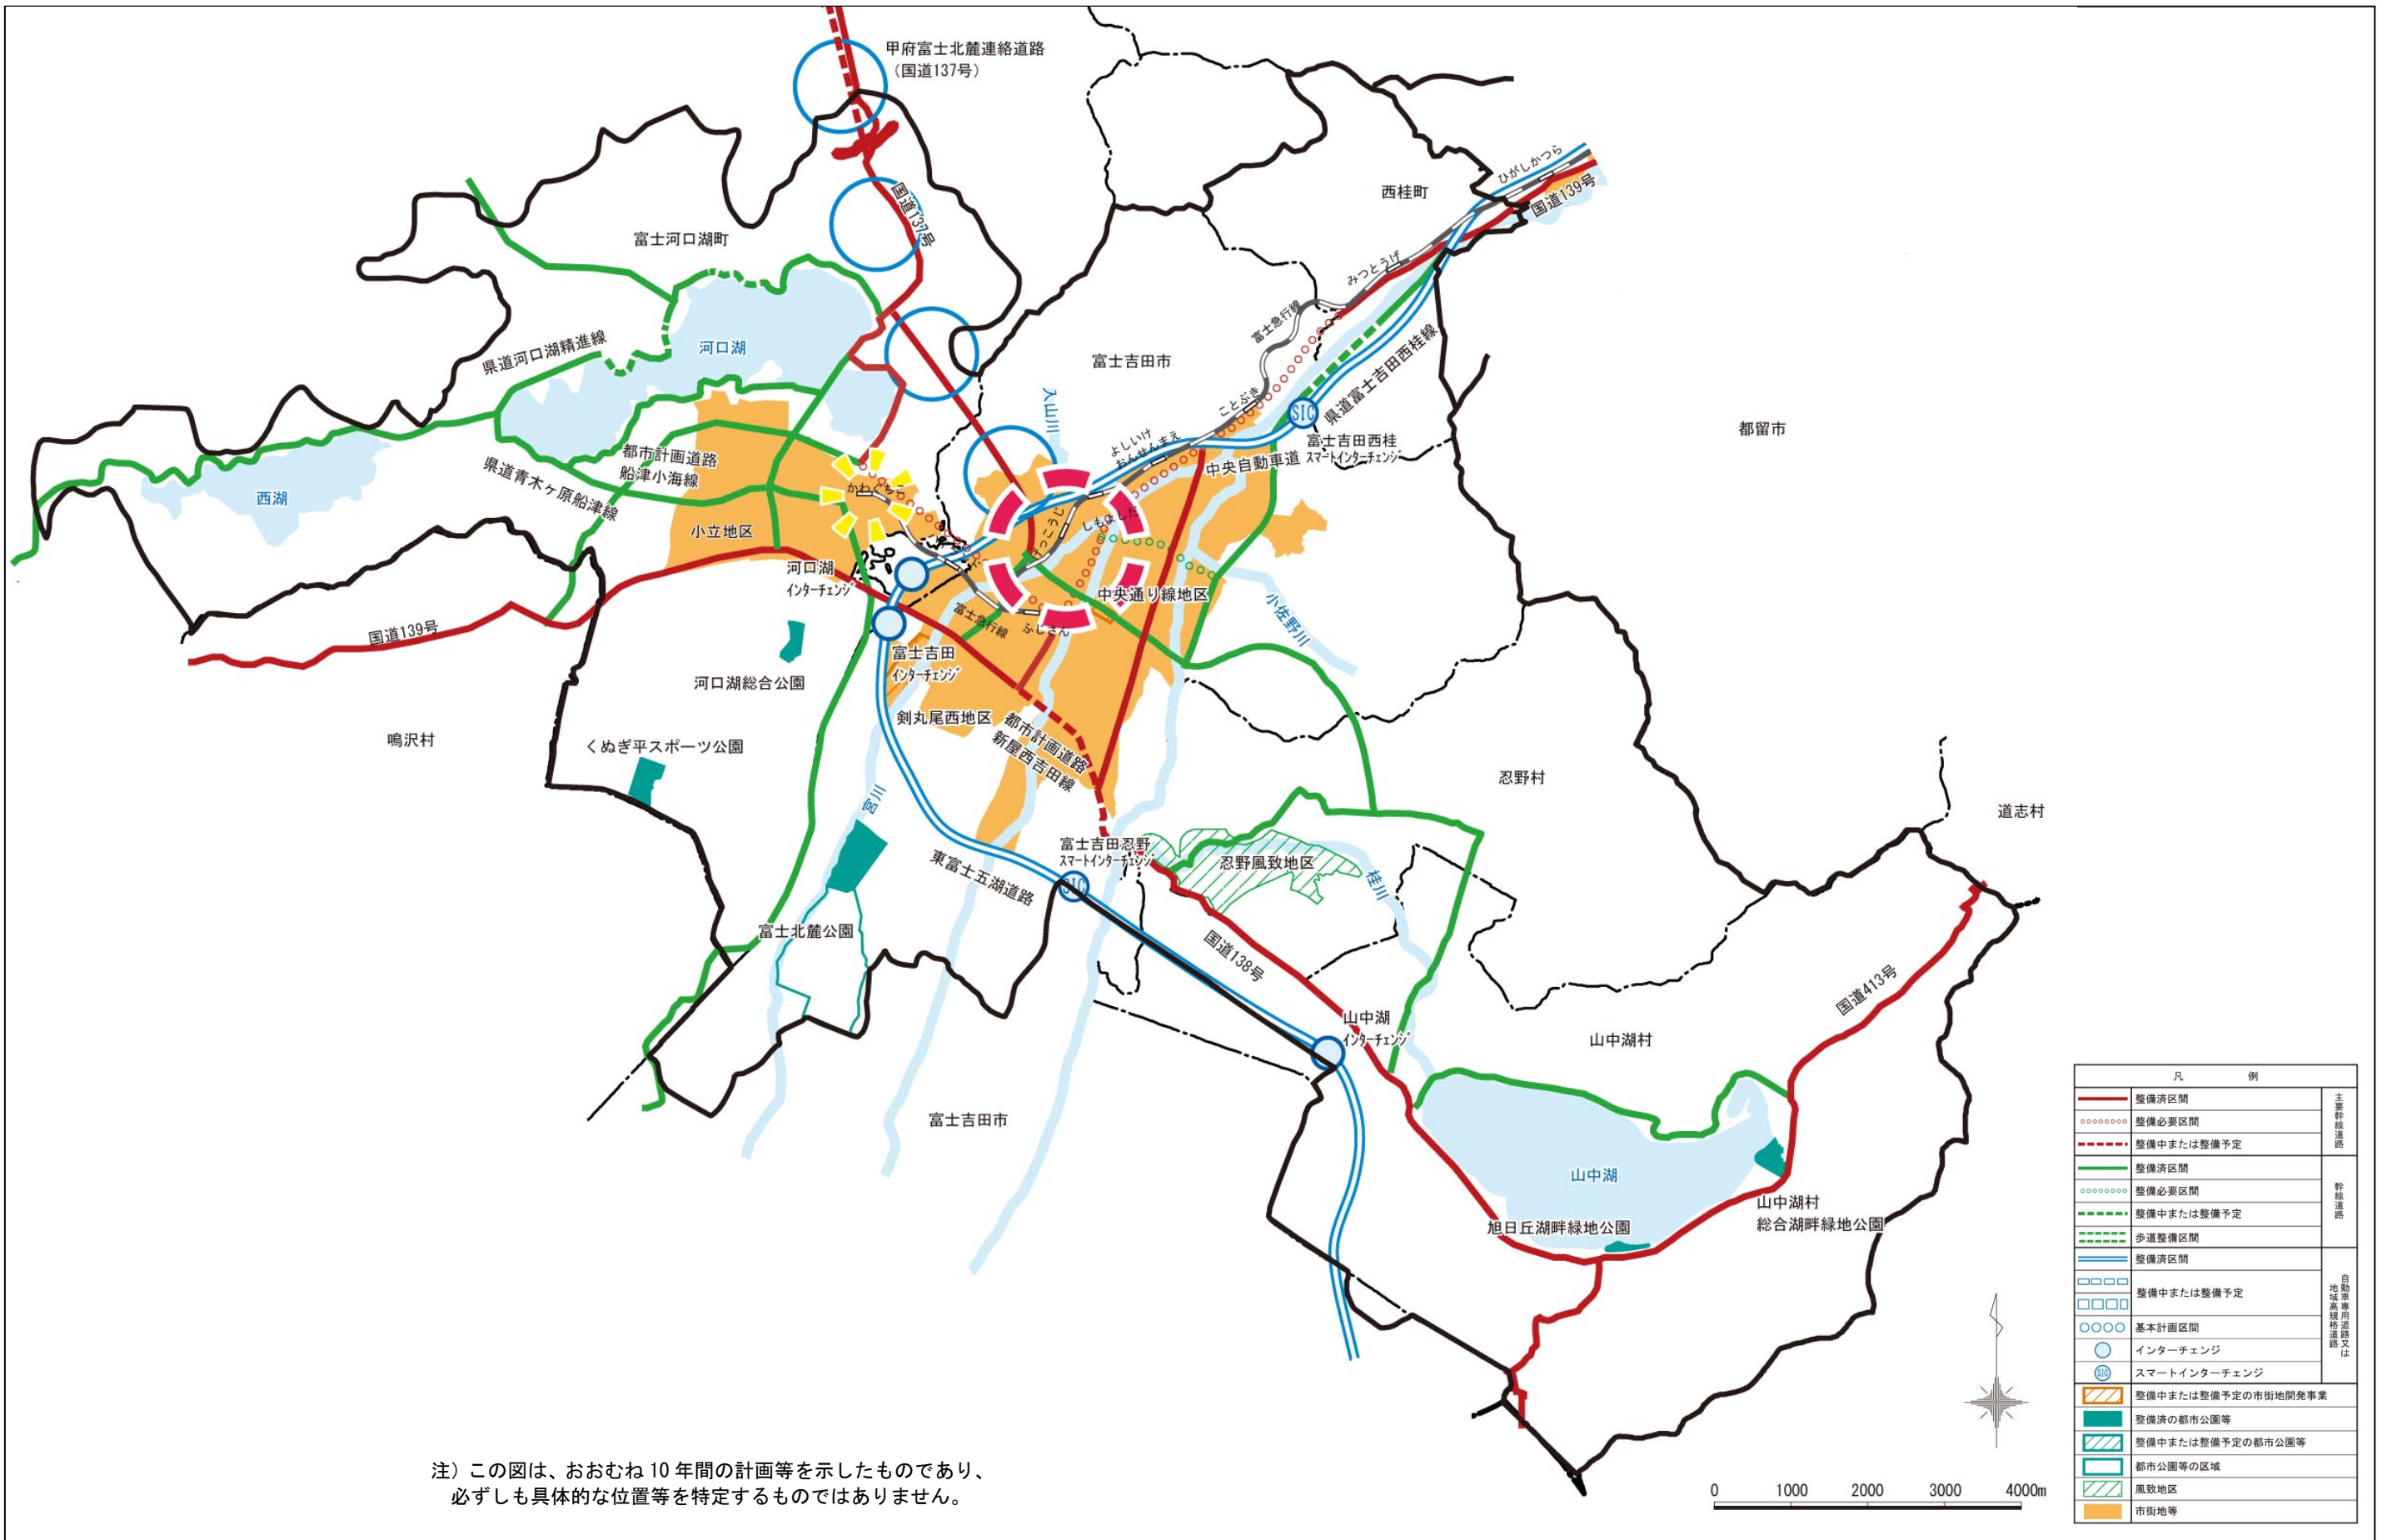 甲府富士北麓連絡道路
（国道137号）
国道137号
富士河口湖町
西桂町
ひがしかつら
国道139号
みつとうげ
富士急行線
県道河口湖精進線
河口湖
富士吉田市
入山川
ことぶき
県道富士吉田西桂線
SIC
都留市
よしいけ
おんせんまえ
富士吉田西桂
スマートインターチェンジ
中央自動車道
都市計画道路
船津小海線
県道青木ヶ原船津線
西湖
小立地区
しもよしだ
げっこうじ
河口湖
インターチェンジ
中央通り線地区
小佐野川
国道139号
富士急行線
ふじさん
富士吉田
インターチェンジ
河口湖総合公園
剣丸尾西地区
都市計画道路
新屋西吉田線
鳴沢村
くぬぎ平スポーツ公園
忍野村
道志村
宮川
東富士五湖道路
富士吉田忍野
スマートインターチェンジ
SIC
忍野風致地区
桂川
富士北麓公園
国道138号
国道413号
山中湖
インターチェンジ
山中湖村
富士吉田市
山中湖
旭日丘湖畔緑地公園
山中湖村
総合湖畔緑地公園
凡　例
整備済区間
整備必要区間
整備中または整備予定
主要幹線道路
整備済区間
整備必要区間
整備中または整備予定
歩道整備区間
幹線道路
整備済区間
整備中または整備予定
基本計画区間
インターチェンジ
SIC
スマートインターチェンジ
自動車専用道路又は
地域高規格道路
整備中または整備予定の市街地開発事業
整備済の都市公園等
整備中または整備予定の都市公園等
都市公園等の区域
風致地区
市街地等
0 1000 2000 3000 4000m
注）この図は、おおむね10年間の計画等を示したものであり、
必ずしも具体的な位置等を特定するものではありません。